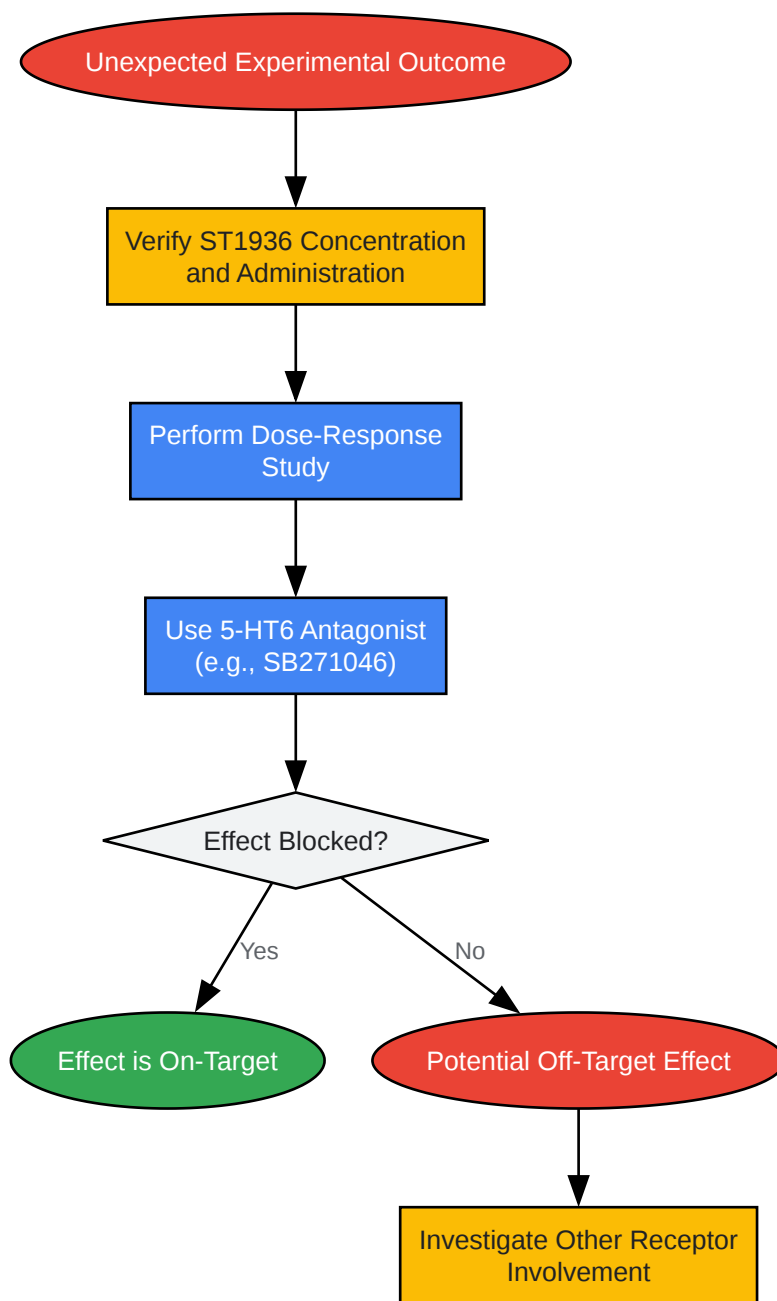 Unexpected Experimental Outcome
Verify ST1936 Concentration
and Administration
Perform Dose-Response
Study
Use 5-HT6 Antagonist
(e.g., SB271046)
Effect Blocked?
Yes
No
Effect is On-Target
Potential Off-Target Effect
Investigate Other Receptor
Involvement